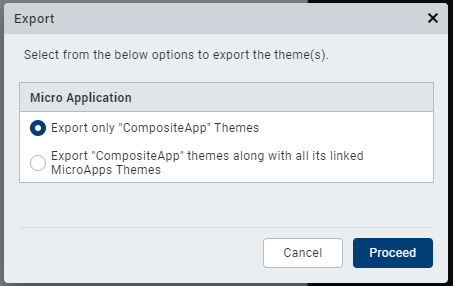 Export
Select from the below options to export the theme(s).
Micro Application
Export only "CompositeApp" Themes
Export "CompositeApp" themes along with all its linked
MicroApps Themes
Cancel
Proceed